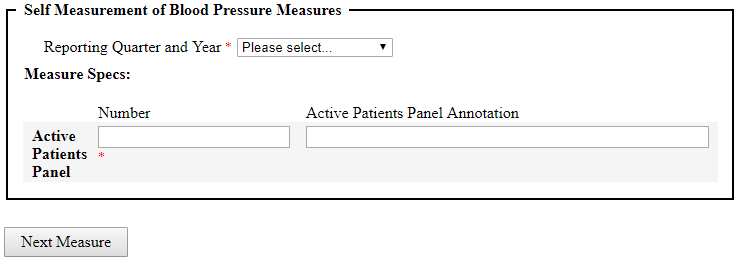 Self Measurement of Blood Pressure Measures
Reporting Quarter and Year * Please select...
Measure Specs:
Number Active Patients Panel Annotation
Active
Patients *
Panel
Next Measure